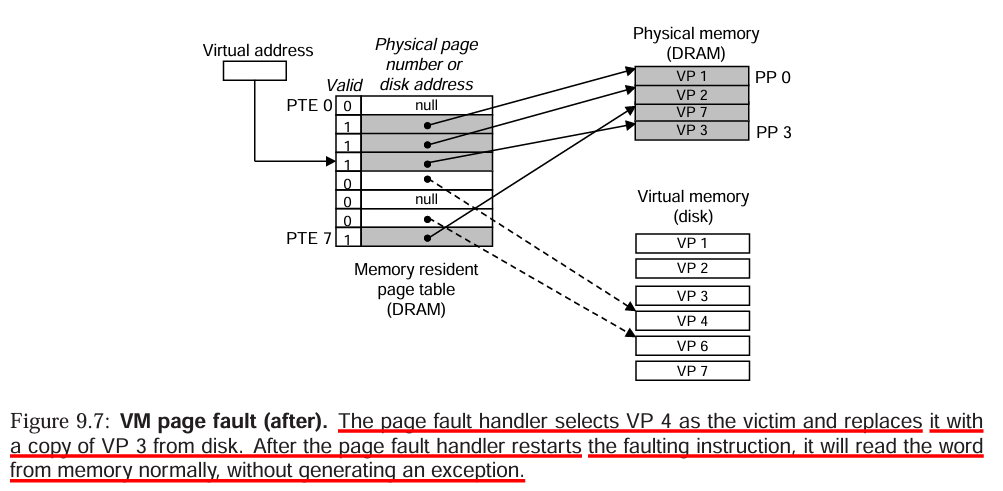 Virtual address
Physical page
number or
disk address
Valid
PTE 0
0
null
1
1
1
0
0
null
0
PTE 7
1
Memory resident
page table
(DRAM)
Physical memory
(DRAM)
VP 1
PP 0
VP 2
VP 7
VP 3
PP 3
Virtual memory
(disk)
VP 1
VP 2
VP 3
VP 4
VP 6
VP 7
Figure 9.7: VM page fault (after). The page fault handler selects VP 4 as the victim and replaces it with
a copy of VP 3 from disk. After the page fault handler restarts the faulting instruction, it will read the word
from memory normally, without generating an exception.